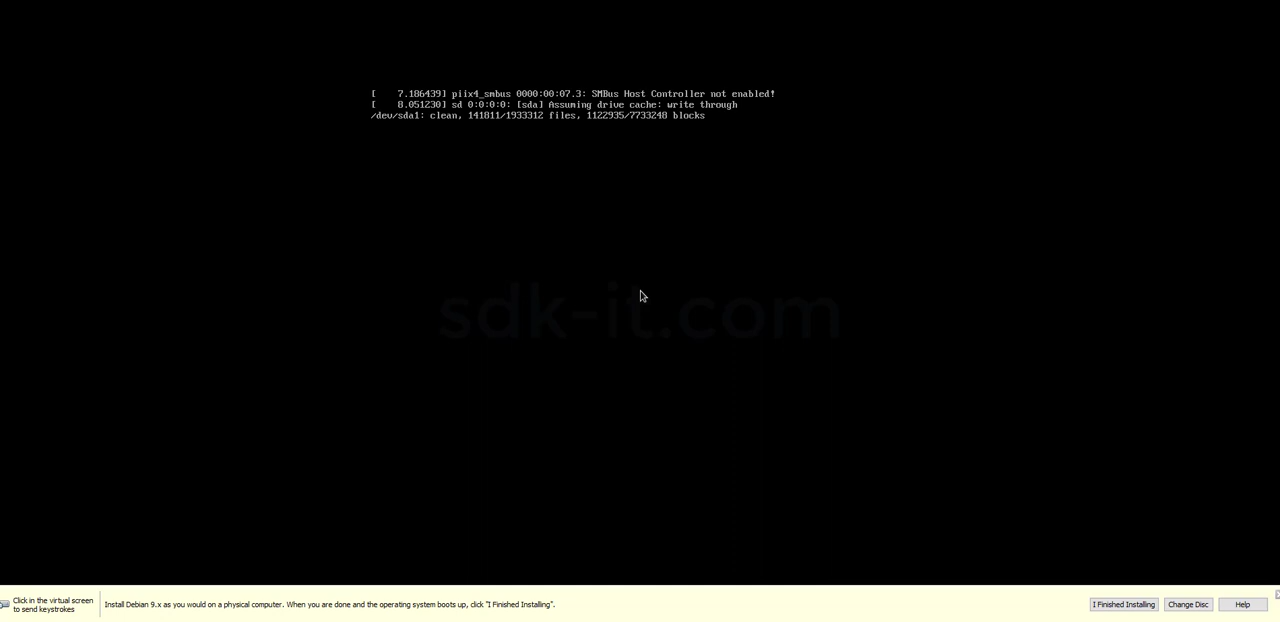 [    7.186439] piix4_smbus 0000:00:07.3: SMBus Host Controller not enabled!
[    8.051230] sd 0:0:0:0: [sda] Assuming drive cache: write through
/dev/sda1: clean, 141811/1933312 files, 1122935/7733248 blocks
sdk-it.com
Click in the virtual screen
to send keystrokes
Install Debian 9.x as you would on a physical computer. When you are done and the operating system boots up, click "I Finished Installing".
I Finished Installing
Change Disc
Help